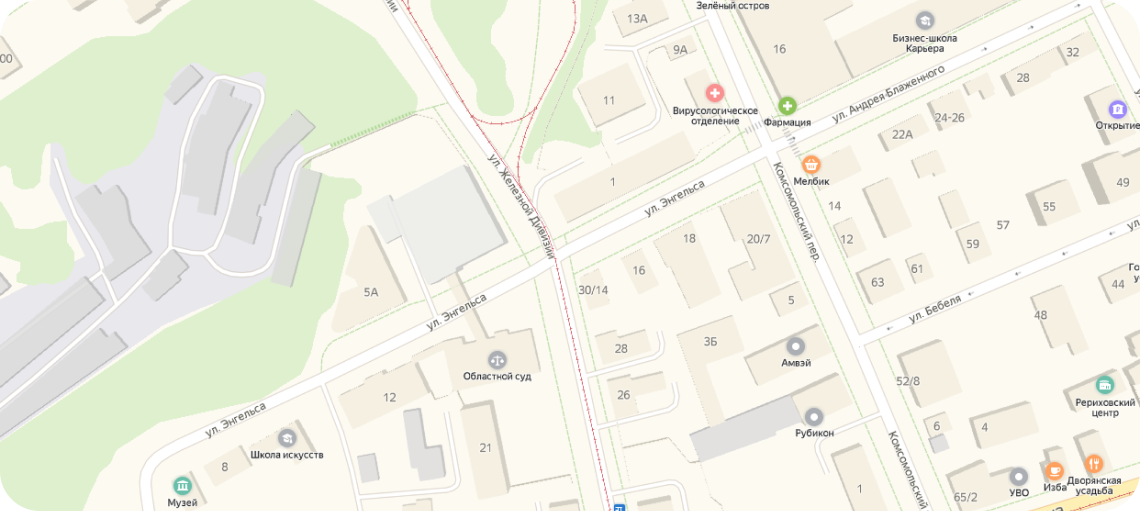 Зелёный остров
13А
16
Бизнес-школа
Карьера
9А
32
28
ул. Андрея Блаженного
11
Вирусологическое
отделение
Фармация
24-26
22А
Открытие
ул. Железной Дивизии
1
ул. Энгельса
Комсомольский пер.
Мелбик
14
49
55
57
12
59
18
20/7
16
61
63
44
5А
30/14
5
ул. Бебеля
48
ул. Энгельса
28
3Б
Амвэй
Областной суд
26
52/8
12
Рериховский
центр
ул. Энгельса
Рубикон
6
4
Комсомольский
21
Школа искусств
8
Музей
1
65/2
УВО
Изба
Дворянская
усадьба